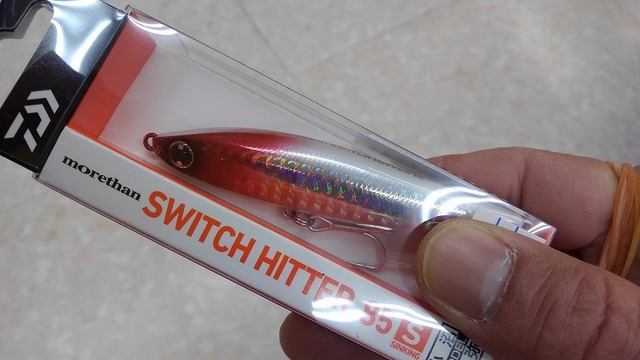 morethan
SWITCH HITTER 85 S
SINKING